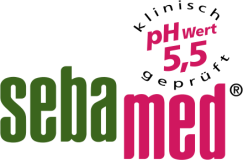 klinisch
pH Wert
5,5
geprüft
sebamed®